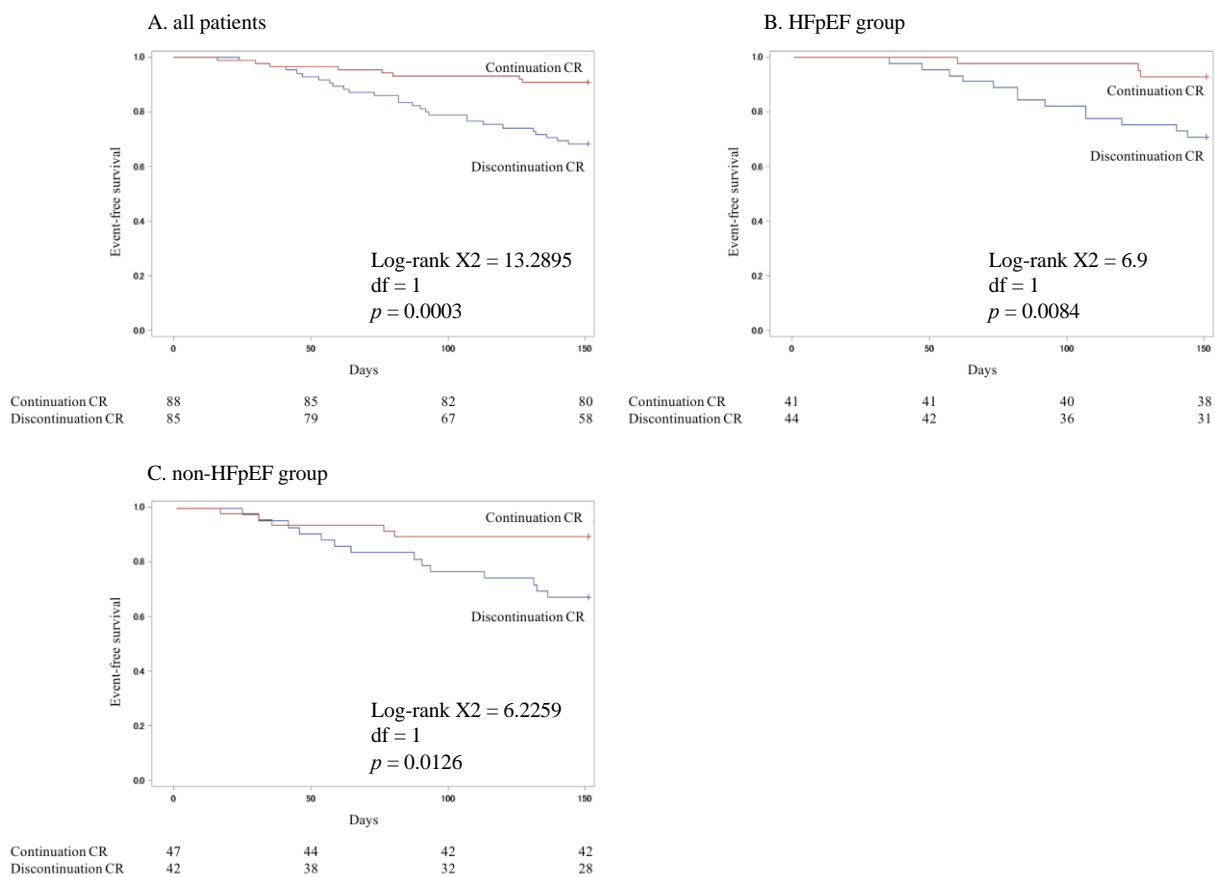 A. all patients
1.0
0.8
0.6
0.4
0.2
0.0
Event-free survival
Continuation CR
Discontinuation CR
Log-rank X2 = 13.2895
df = 1
p = 0.0003
0 50 100 150
Days
Continuation CR 88 85 82 80
Discontinuation CR 85 79 67 58
B. HFpEF group
1.0
0.8
0.6
0.4
0.2
0.0
Event-free survival
Continuation CR
Discontinuation CR
Log-rank X2 = 6.9
df = 1
p = 0.0084
0 50 100 150
Days
Continuation CR 41 41 40 38
Discontinuation CR 44 42 36 31
C. non-HFpEF group
1.0
0.8
0.6
0.4
0.2
0.0
Event-free survival
Continuation CR
Discontinuation CR
Log-rank X2 = 6.2259
df = 1
p = 0.0126
0 50 100 150
Days
Continuation CR 47 44 42 42
Discontinuation CR 42 38 32 28